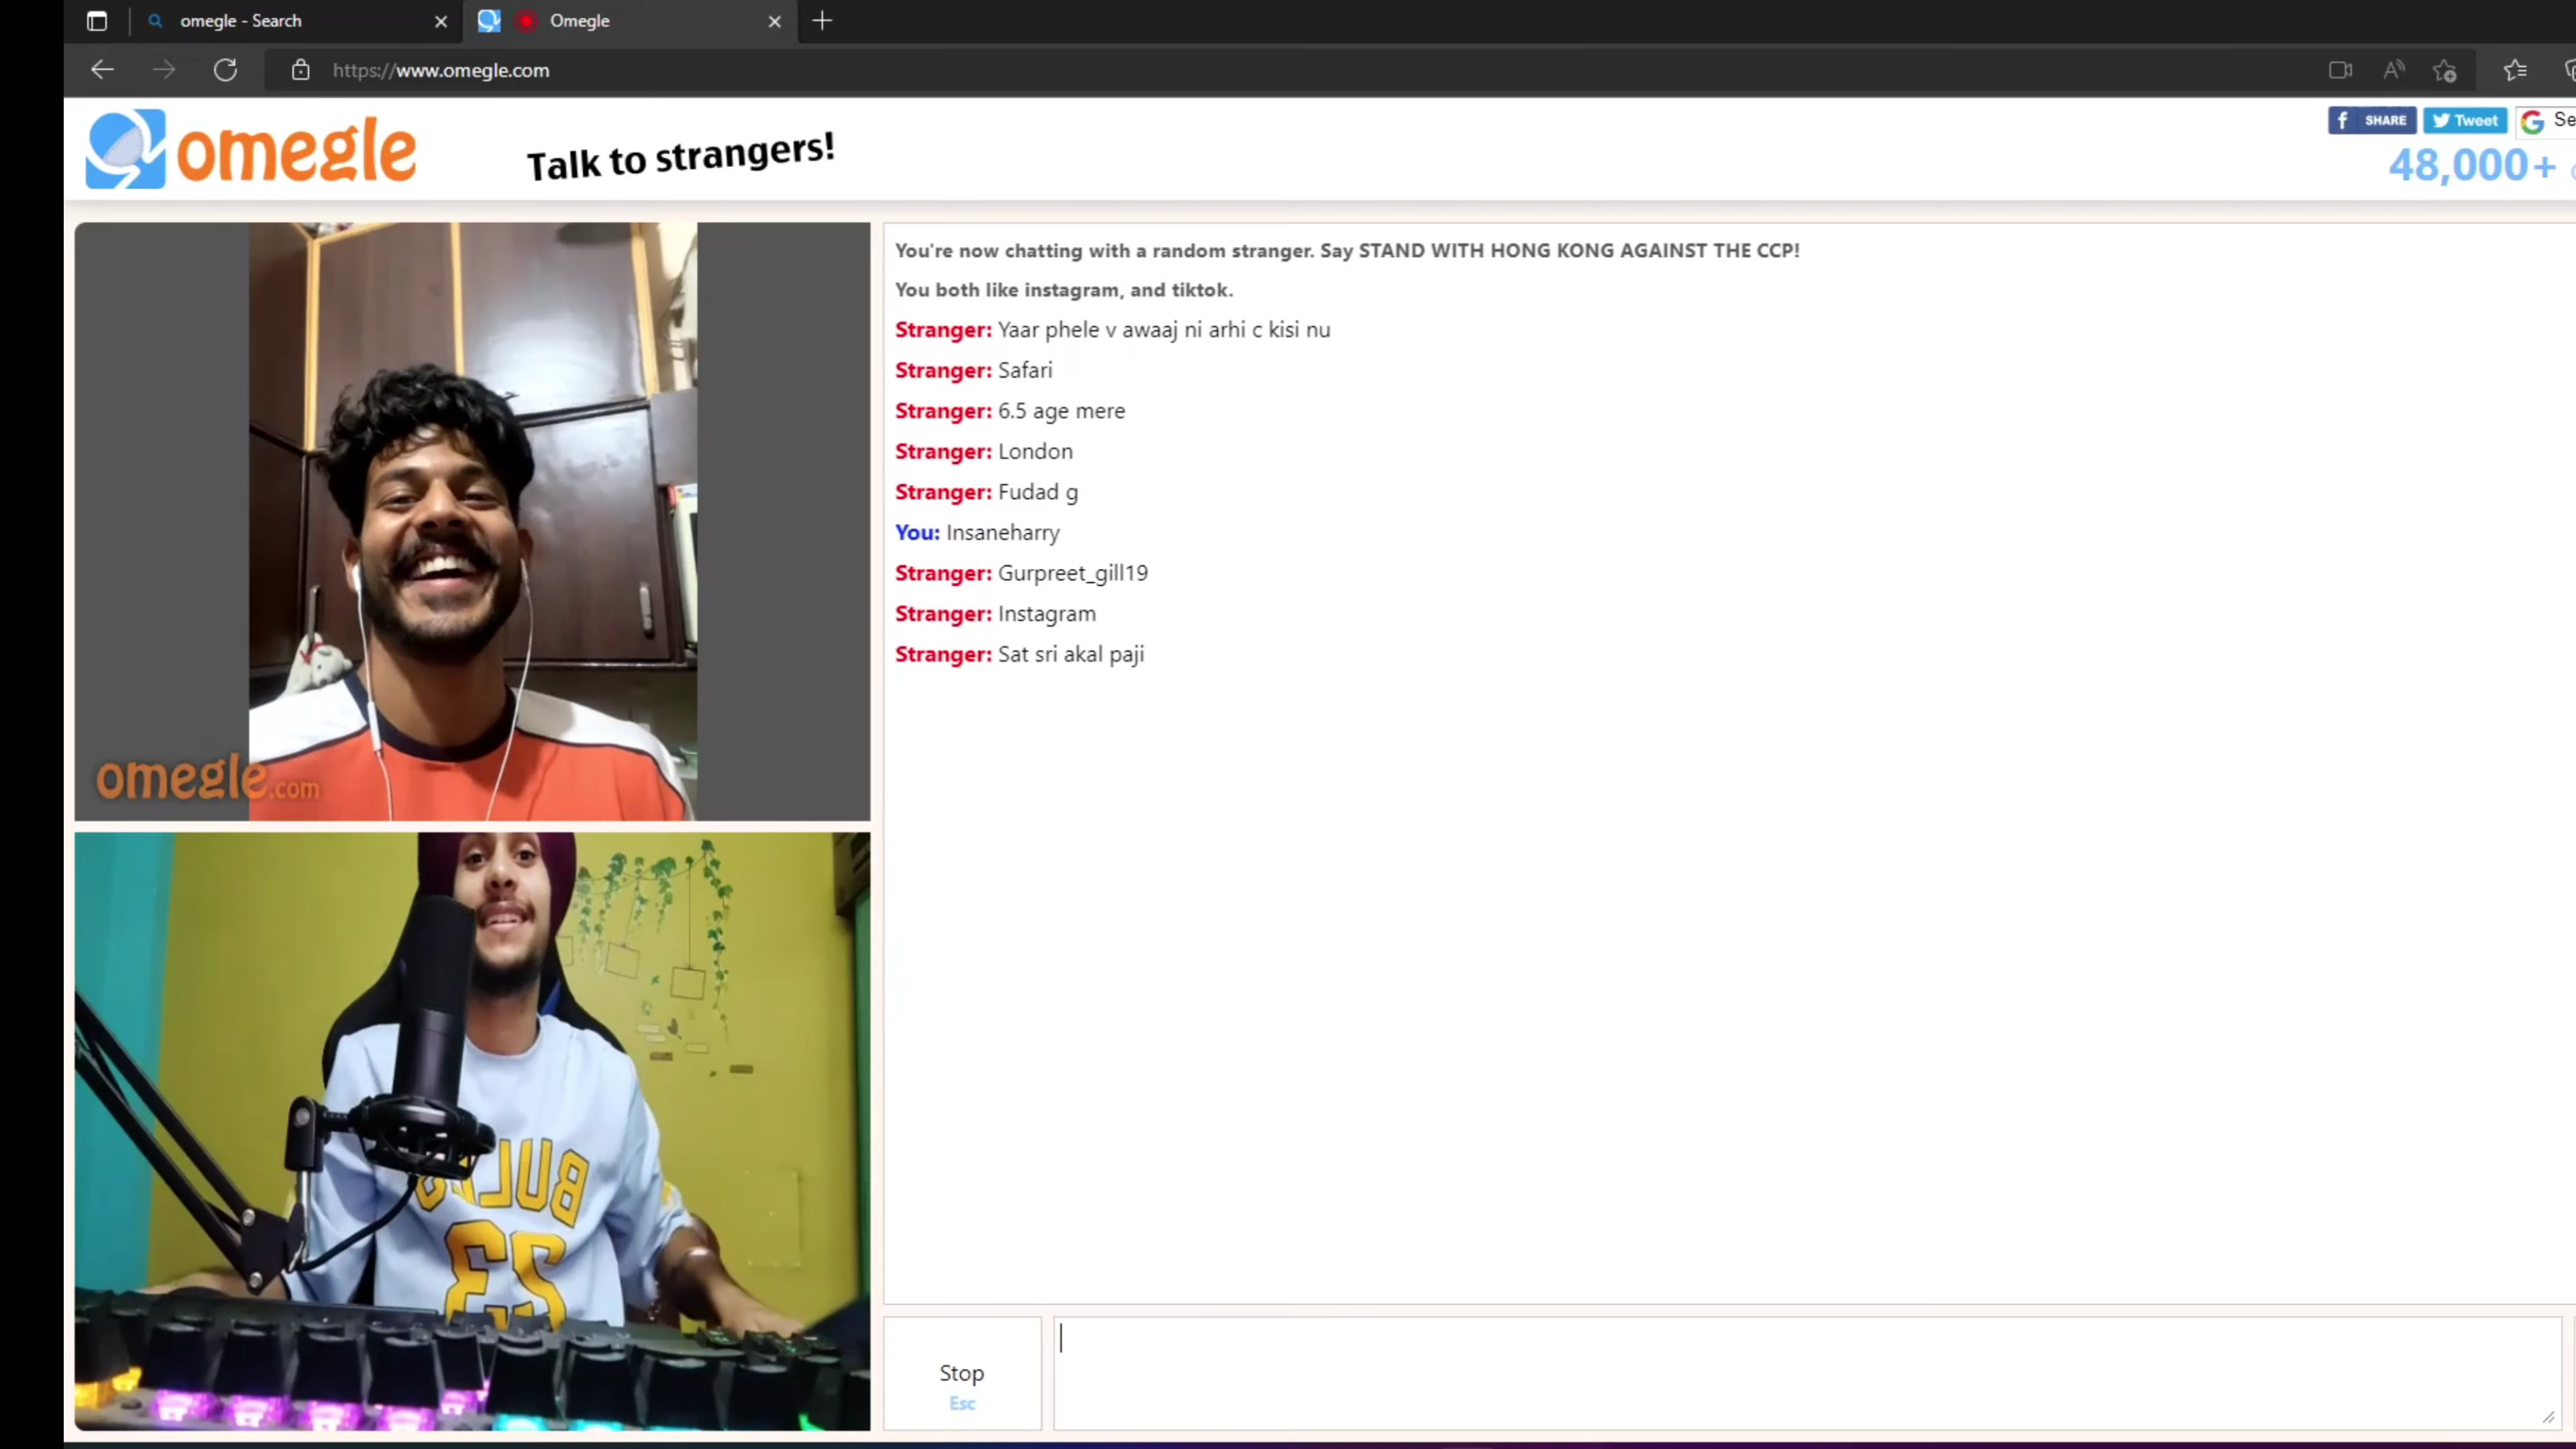 omegle - Search
Omegle
https://www.omegle.com
omegle
Talk to strangers!
SHARE
Tweet
48,000+
You're now chatting with a random stranger. Say STAND WITH HONG KONG AGAINST THE CCP!
You both like instagram, and tiktok.
Stranger: Yaar phele v awaaj ni arhi c kisi nu
Stranger: Safari
Stranger: 6.5 age mere
Stranger: London
Stranger: Fudad g
You: Insaneharry
Stranger: Gurpreet_gill19
Stranger: Instagram
Stranger: Sat sri akal paji
omegle.com
23
Stop
Esc